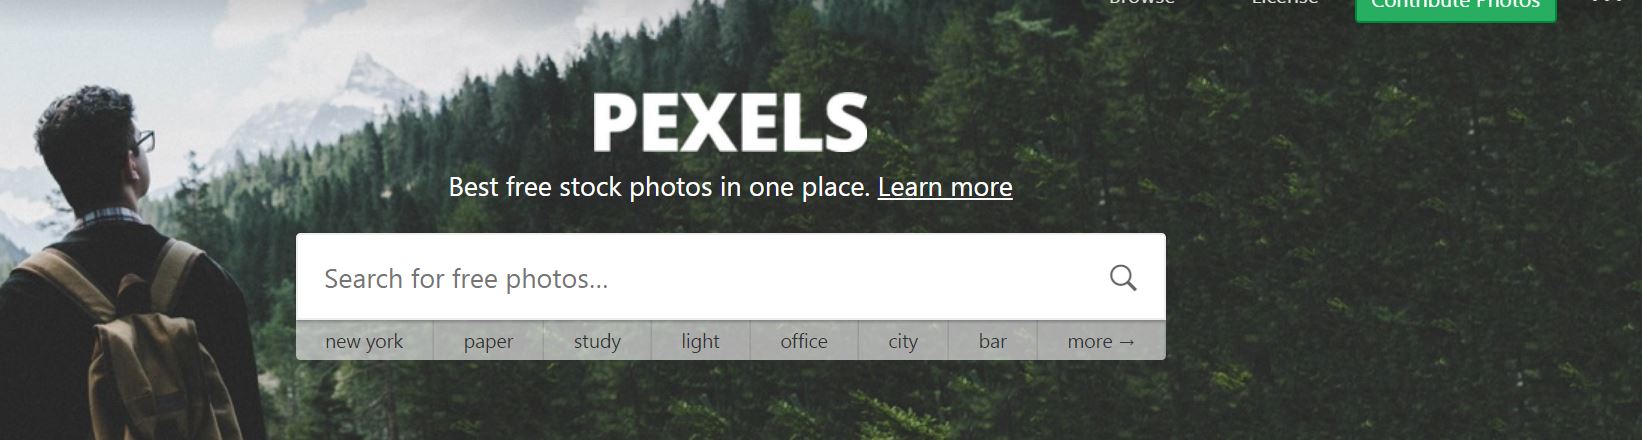 Browse License Contribute Photos
PEXELS
Best free stock photos in one place. Learn more
Search for free photos...
new york paper study light office city bar more →